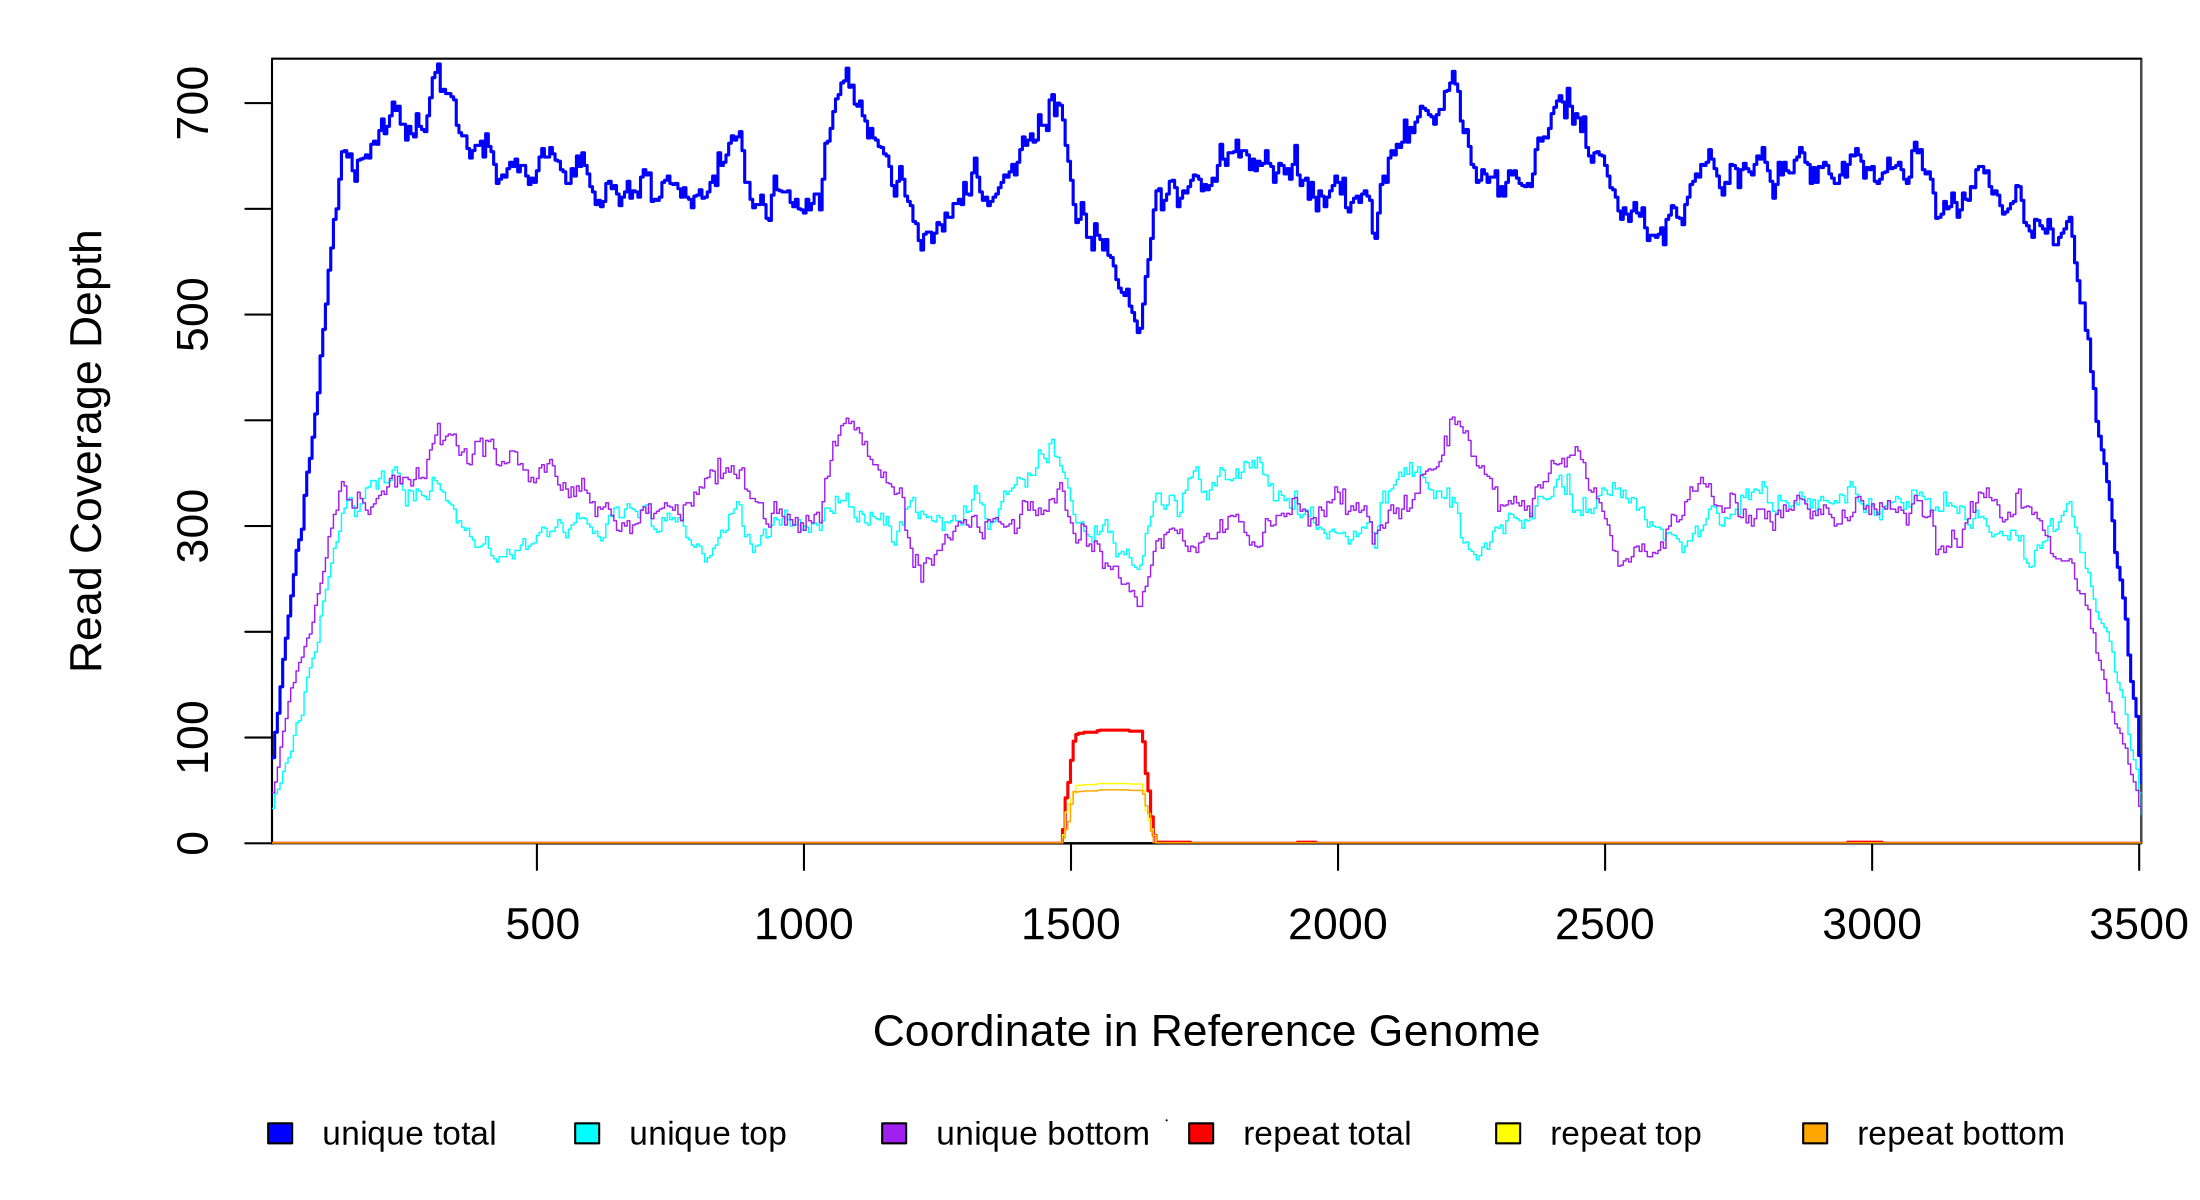 700
500
300
100
0
Read Coverage Depth
500 1000 1500 2000 2500 3000 3500
Coordinate in Reference Genome
unique total unique top unique bottom repeat total repeat top repeat bottom